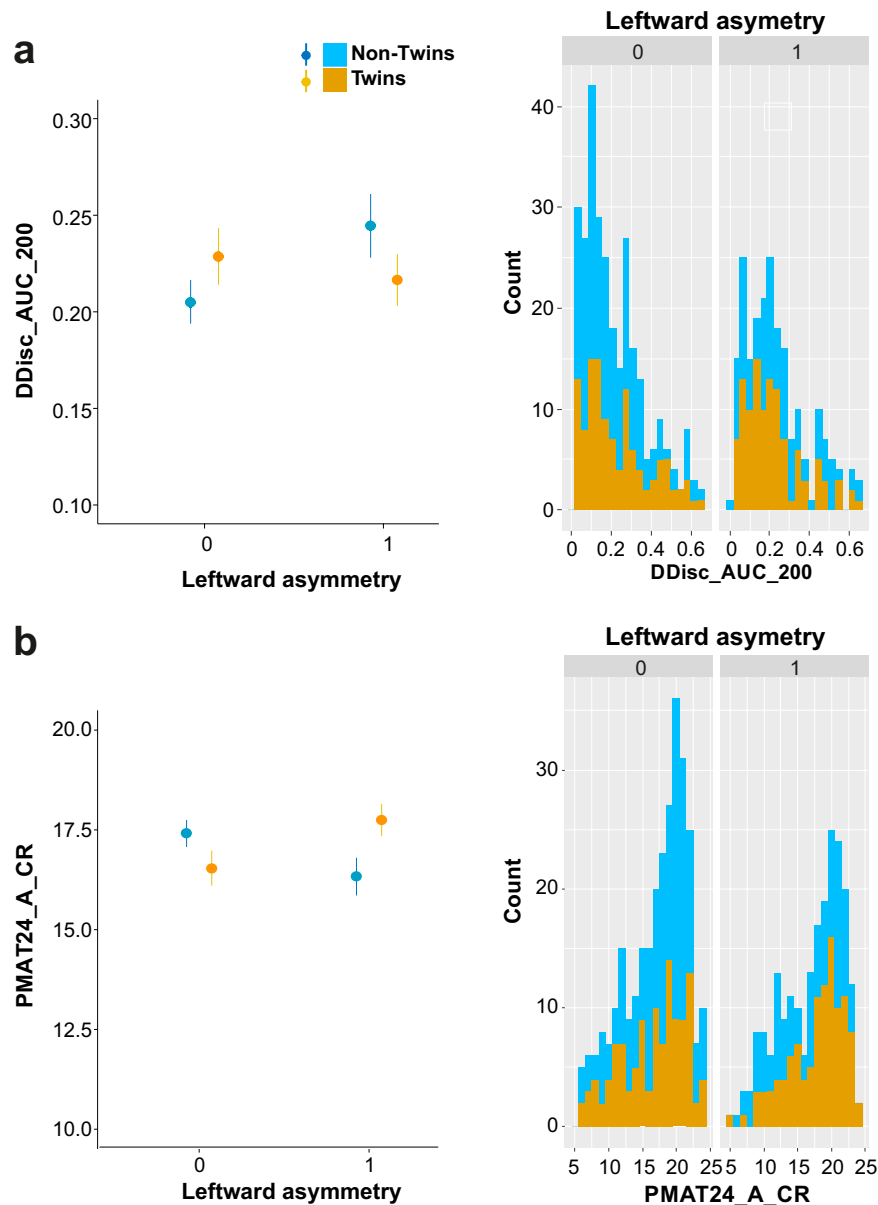 a
Non-Twins
Twins
0.30
0.25
0.20
0.15
0.10
DDisc_AUC_200
0 1
Leftward asymmetry
Leftward asymetry
0 1
40
30
20
10
0
Count
0 0.2 0.4 0.6 0 0.2 0.4 0.6
DDisc_AUC_200
b
20.0
17.5
15.0
12.5
10.0
PMAT24_A_CR
0 1
Leftward asymmetry
Leftward asymetry
0 1
30
20
10
0
Count
5 10 15 20 25 5 10 15 20 25
PMAT24_A_CR